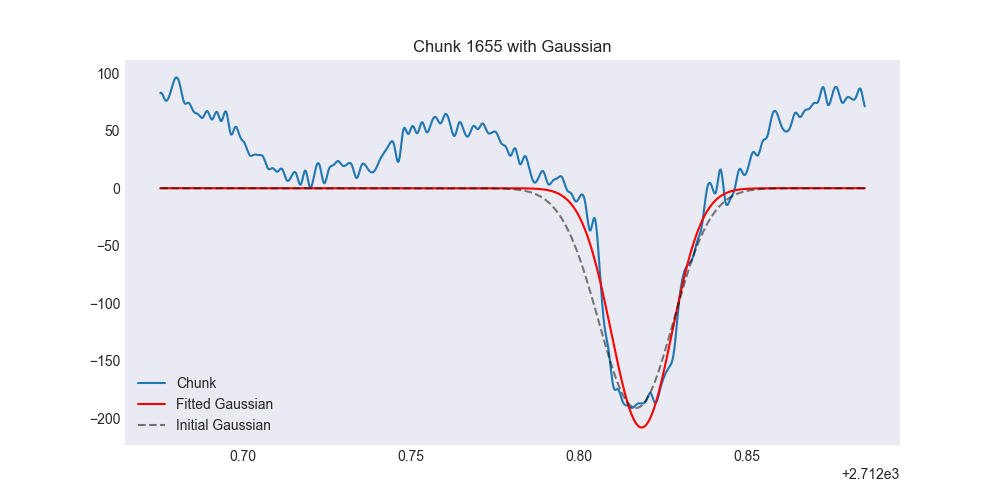 Chunk 1655 with Gaussian
100
50
0
−50
−100
−150
−200
Chunk
Fitted Gaussian
Initial Gaussian
0.70 0.75 0.80 0.85
+2.712e3